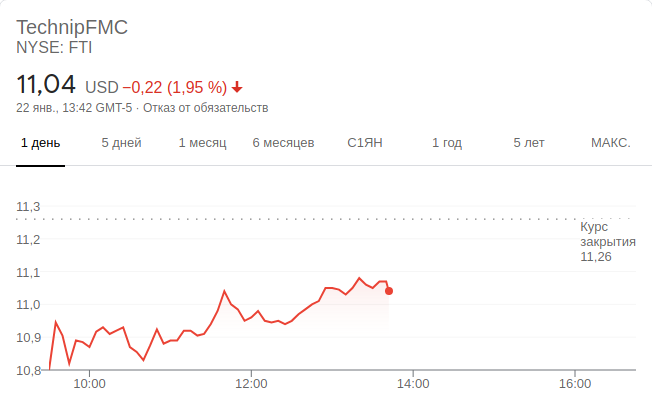 TechnipFMC
NYSE: FTI
11,04 USD −0,22 (1,95 %)
22 янв., 13:42 GMT-5 · Отказ от обязательств
1 день 5 дней 1 месяц 6 месяцев С1ЯН 1 год 5 лет МАКС.
11,3
Курс
11,2
закрытия
11,26
11,1
11,0
10,9
10,8
10:00 12:00 14:00 16:00